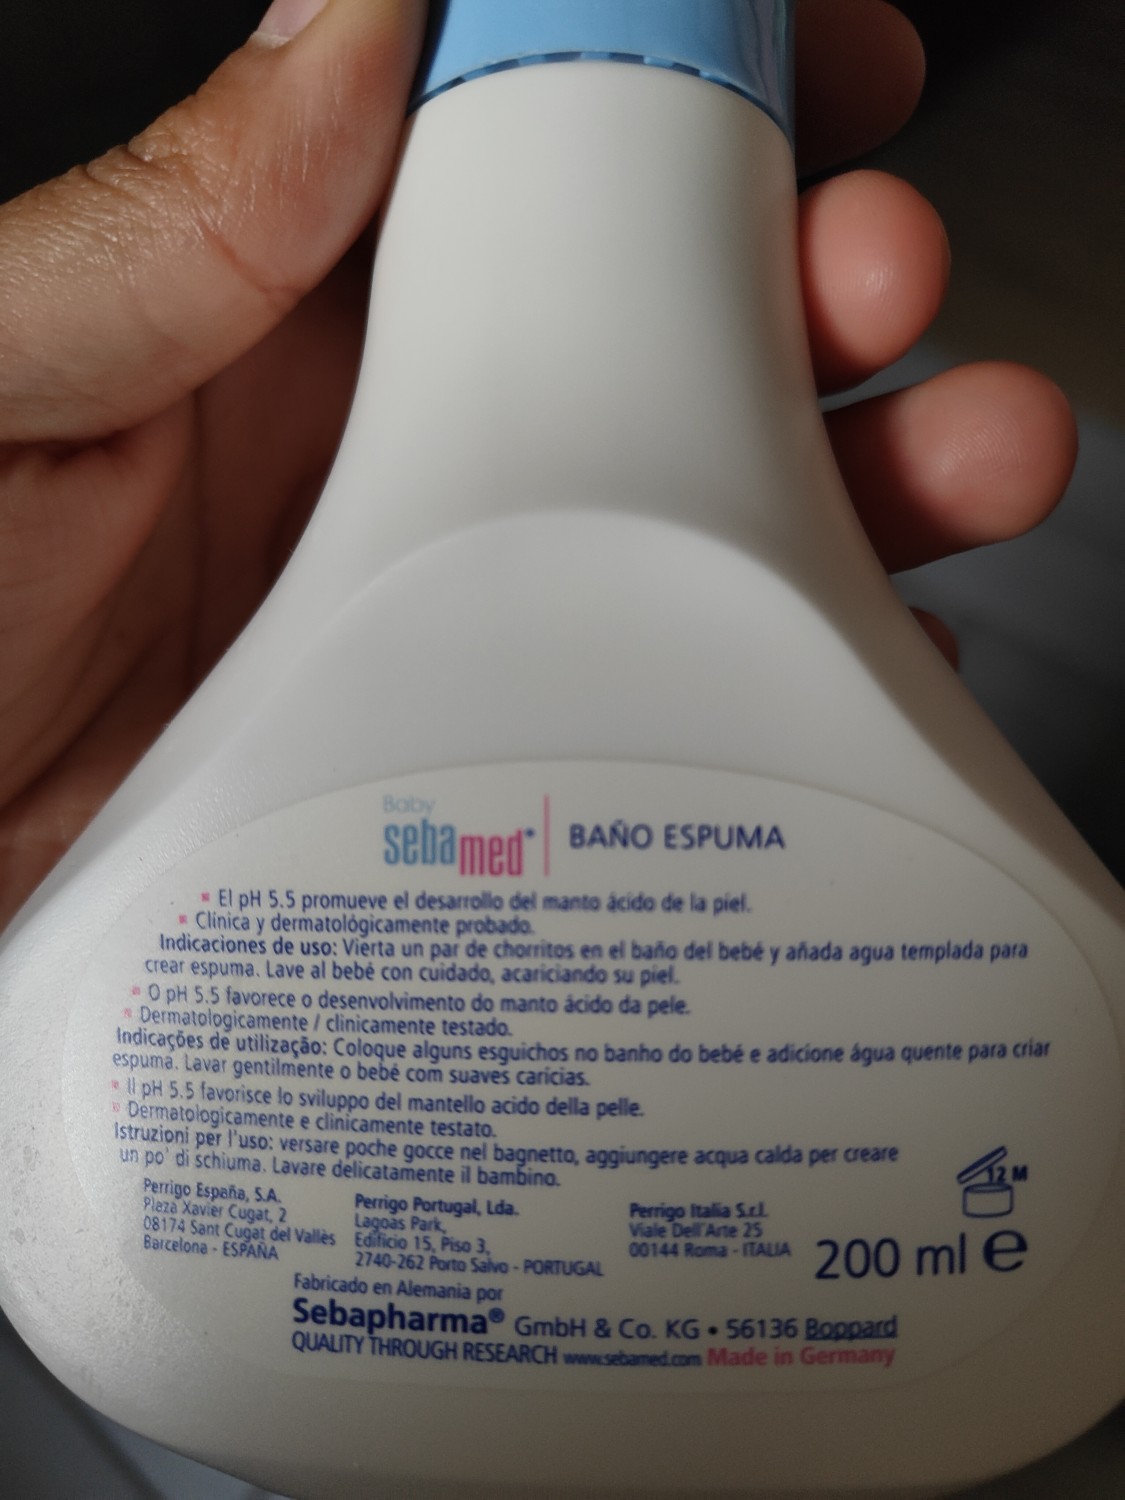 Baby
sebamed®
BAÑO ESPUMA
▪ El pH 5.5 promueve el desarrollo del manto ácido de la piel.
▪ Clínica y dermatológicamente probado.
Indicaciones de uso: Vierta un par de chorritos en el baño del bebé y añada agua templada para
crear espuma. Lave al bebé con cuidado, acariciando su piel.
▪ O pH 5.5 favorece o desenvolvimento do manto ácido da pele.
▪ Dermatologicamente / clinicamente testado.
Indicações de utilização: Coloque alguns esguichos no banho do bebé e adicione água quente para criar
espuma. Lavar gentilmente o bebé com suaves carícias.
▪ Il pH 5.5 favorisce lo sviluppo del mantello acido della pelle.
▪ Dermatologicamente e clinicamente testato.
Istruzioni per l'uso: versare poche gocce nel bagnetto, aggiungere acqua calda per creare
un po' di schiuma. Lavare delicatamente il bambino.
Perrigo España, S.A.
Plaza Xavier Cugat, 2
08174 Sant Cugat del Vallès
Barcelona - ESPAÑA
Perrigo Portugal, Lda.
Lagoas Park,
Edifício 15, Piso 3,
2740-262 Porto Salvo - PORTUGAL
Perrigo Italia S.r.l.
Viale Dell'Arte 25
00144 Roma - ITALIA
12 M
200 ml e
Fabricado en Alemania por
Sebapharma® GmbH & Co. KG • 56136 Boppard
QUALITY THROUGH RESEARCH www.sebamed.com Made in Germany